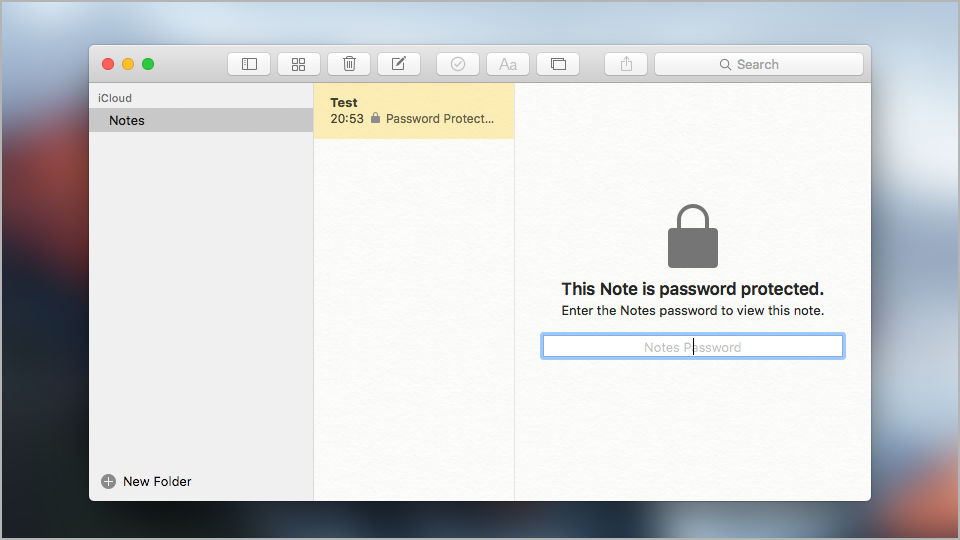 Aa
Search
iCloud
Notes
Test
20:53 Password Protect...
This Note is password protected.
Enter the Notes password to view this note.
Notes Password
New Folder